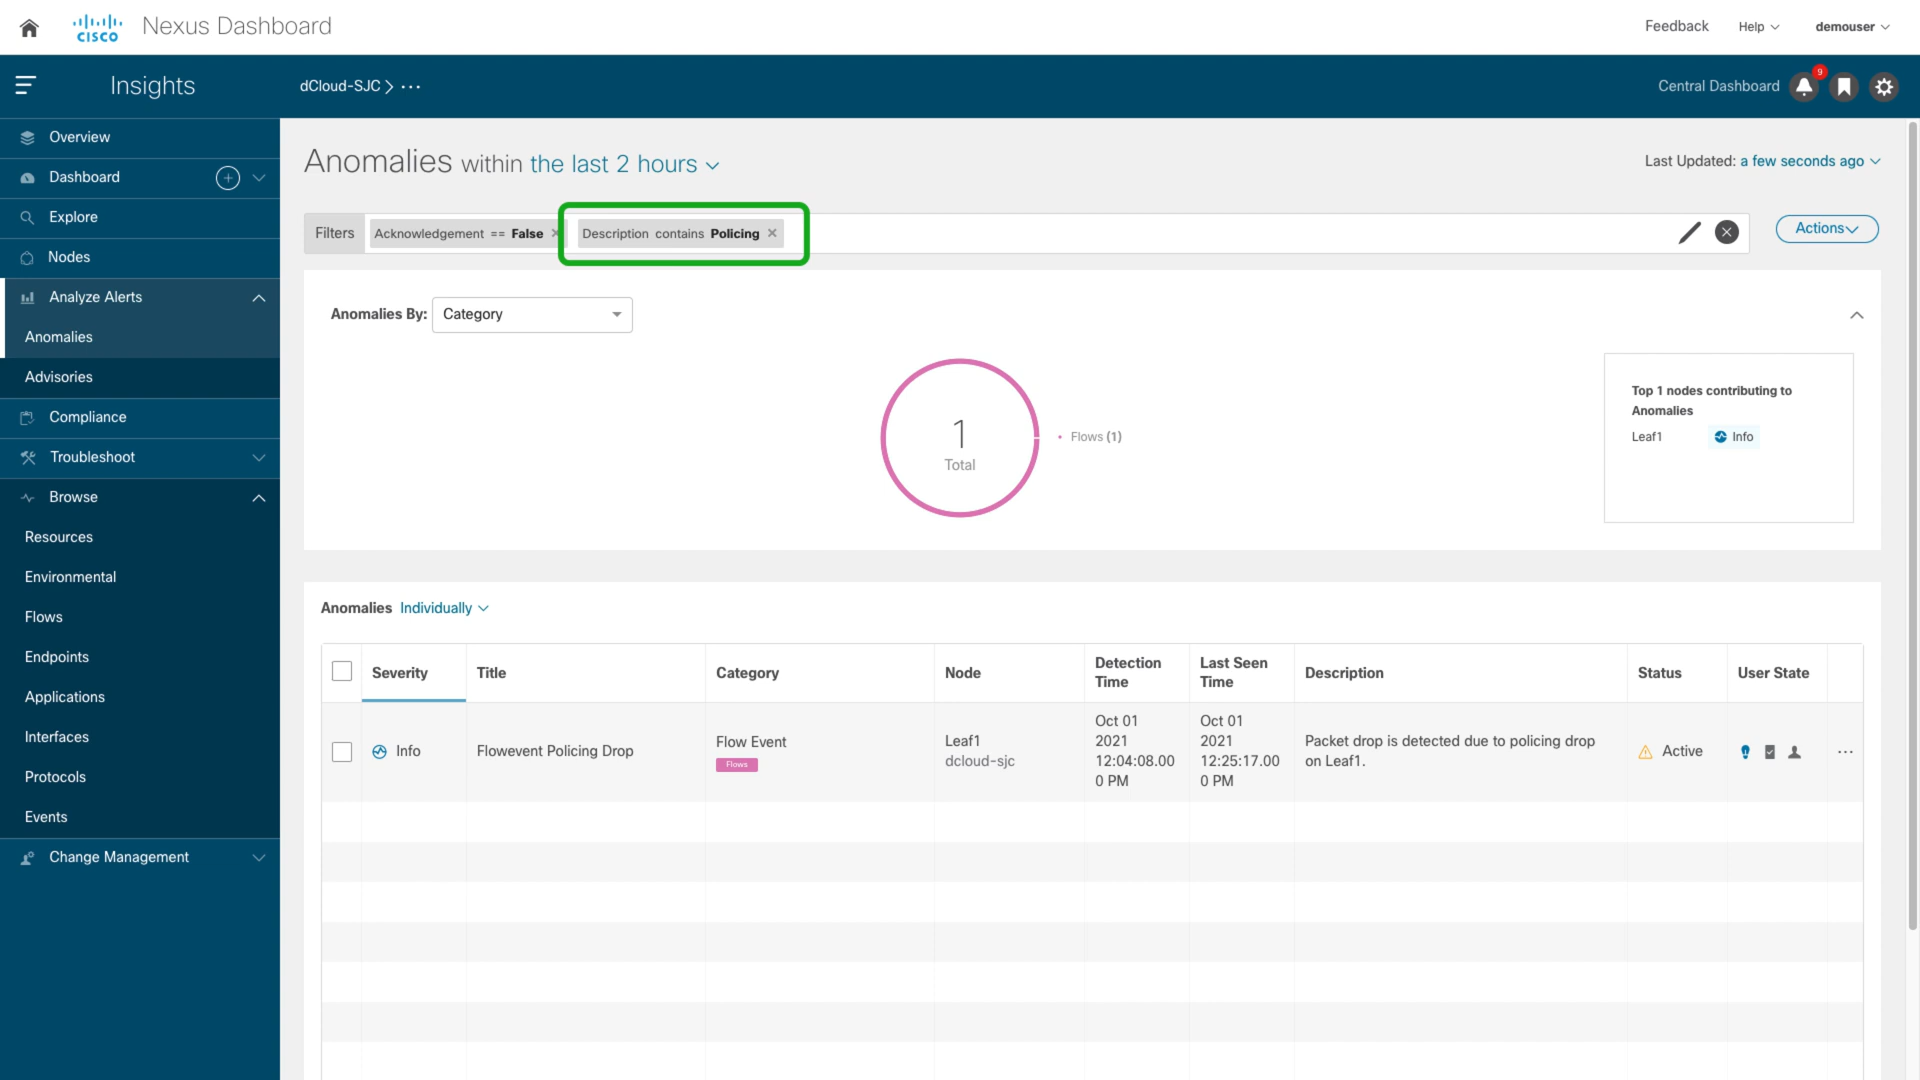 CISCO
Nexus Dashboard
Feedback
Help
demouser
Insights
dCloud-SJC
Central Dashboard
9
Overview
Dashboard
Explore
Nodes
Analyze Alerts
Anomalies
Advisories
Compliance
Troubleshoot
Browse
Resources
Environmental
Flows
Endpoints
Applications
Interfaces
Protocols
Events
Change Management
Anomalies within the last 2 hours
Last Updated: a few seconds ago
Filters
Acknowledgement == False
Description contains Policing
Actions
Anomalies By: Category
1
Total
Flows (1)
Top 1 nodes contributing to
Anomalies
Leaf1 Info
Anomalies Individually
Severity
Title
Category
Node
Detection
Time
Last Seen
Time
Description
Status
User State
Info
Flowevent Policing Drop
Flow Event
Flows
Leaf1
dcloud-sjc
Oct 01
2021
12:04:08.00
0 PM
Oct 01
2021
12:25:17.00
0 PM
Packet drop is detected due to policing drop
on Leaf1.
Active